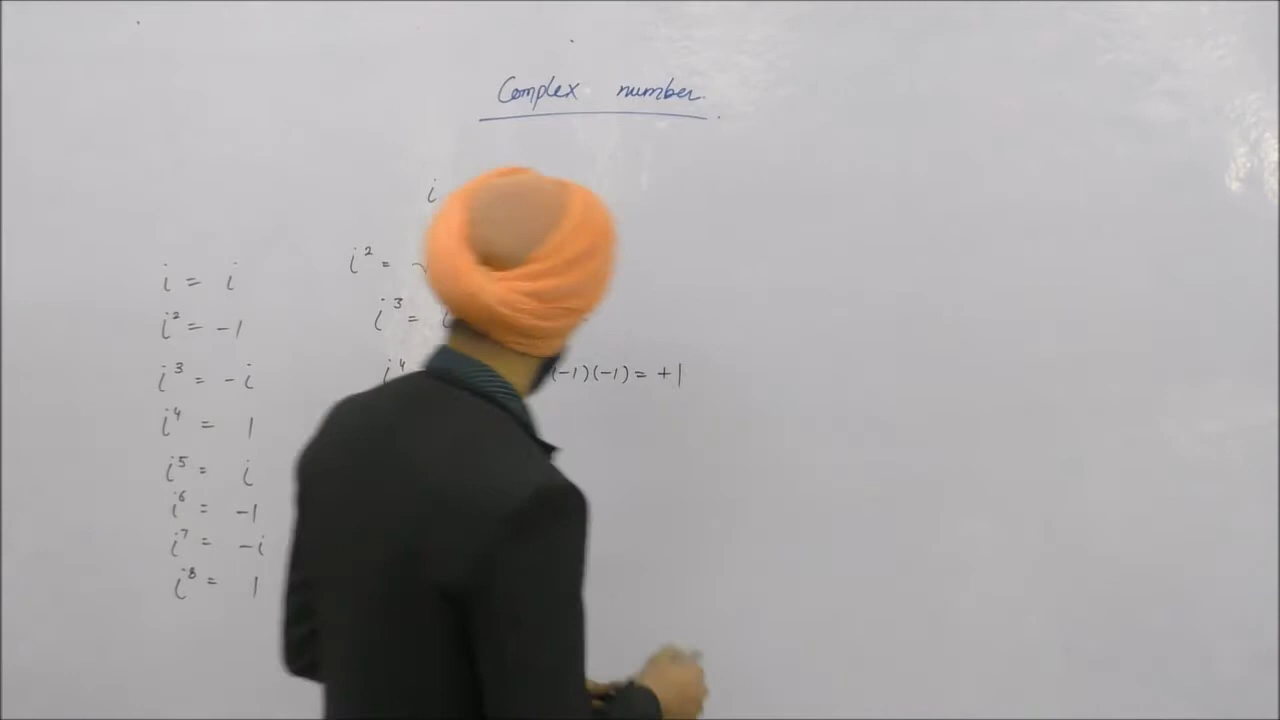 Complex number.
i
i = i
i² = -1
i³ = -i
i⁴ = 1
i⁵ = i
i⁶ = -1
i⁷ = -i
i⁸ = 1
i² =
i³ =
i⁴ (-1)(-1) = +1